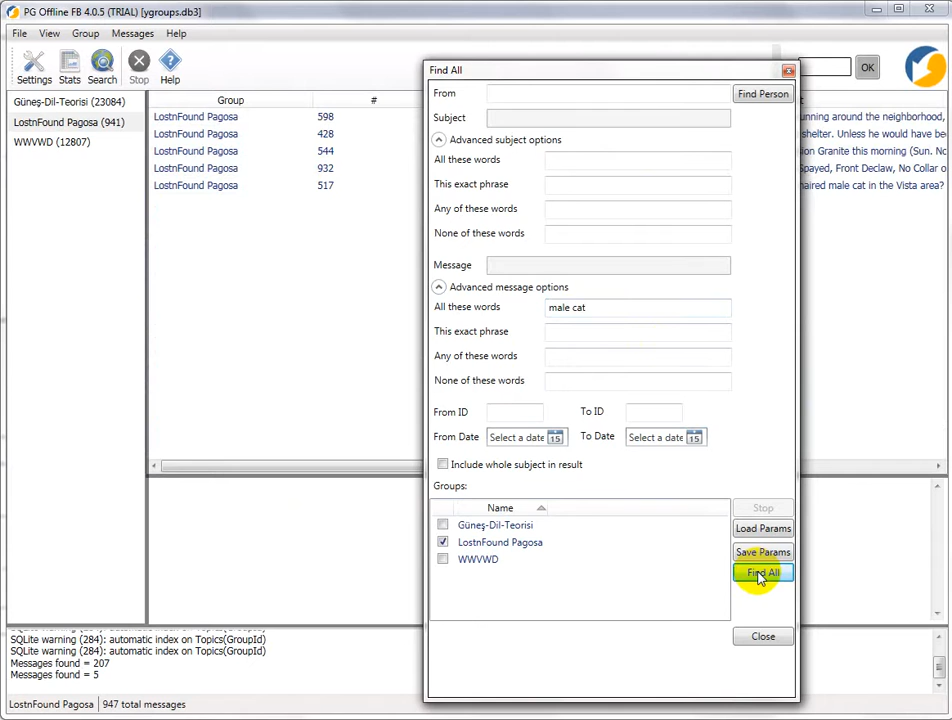 PG Offline FB 4.0.5 (TRIAL) [ygroups.db3]
File View Group Messages Help
Settings Stats Search Stop Help
OK
Güneş-Dil-Teorisi (23084)
LostnFound Pagosa (941)
WWVWD (12807)
Group #
LostnFound Pagosa 598
LostnFound Pagosa 428
LostnFound Pagosa 544
LostnFound Pagosa 932
LostnFound Pagosa 517
unning around the neighborhood,
shelter. Unless he would have bee
ion Granite this morning (Sun. No
Spayed, Front Declaw, No Collar o
haired male cat in the Vista area?
Find All
From
Find Person
Subject
Advanced subject options
All these words
This exact phrase
Any of these words
None of these words
Message
Advanced message options
All these words male cat
This exact phrase
Any of these words
None of these words
From ID To ID
From Date Select a date 15 To Date Select a date 15
Include whole subject in result
Groups:
Name
Güneş-Dil-Teorisi
LostnFound Pagosa
WWVWD
Stop
Load Params
Save Params
Find All
Close
SQLite warning (284): automatic index on Topics(GroupId)
SQLite warning (284): automatic index on Topics(GroupId)
Messages found = 207
Messages found = 5
LostnFound Pagosa 947 total messages